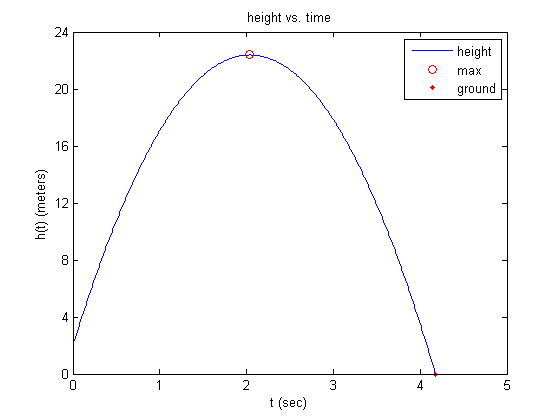 height vs. time
24
20
16
12
8
4
0
h(t) (meters)
height
max
ground
0 1 2 3 4 5
t (sec)